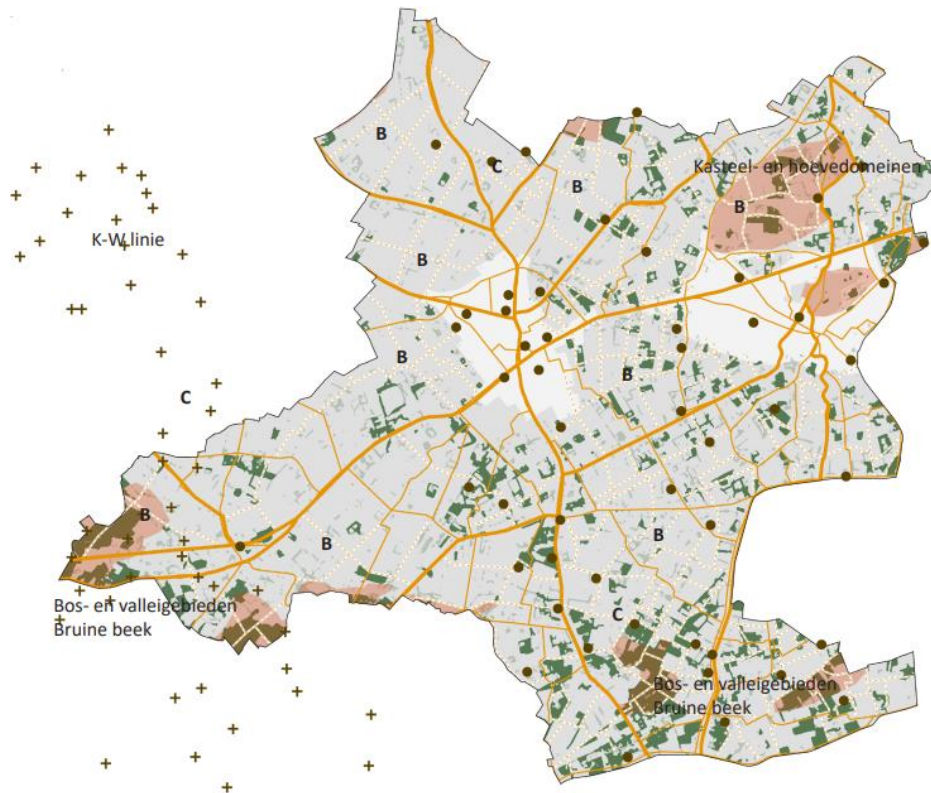 B
C
B
Kasteel- en hoevedomeinen
B
K-W linie
B
B
B
C
B
B
B
Bos- en valleigebieden
Bruine beek
C
Bos- en valleigebieden
Bruine beek